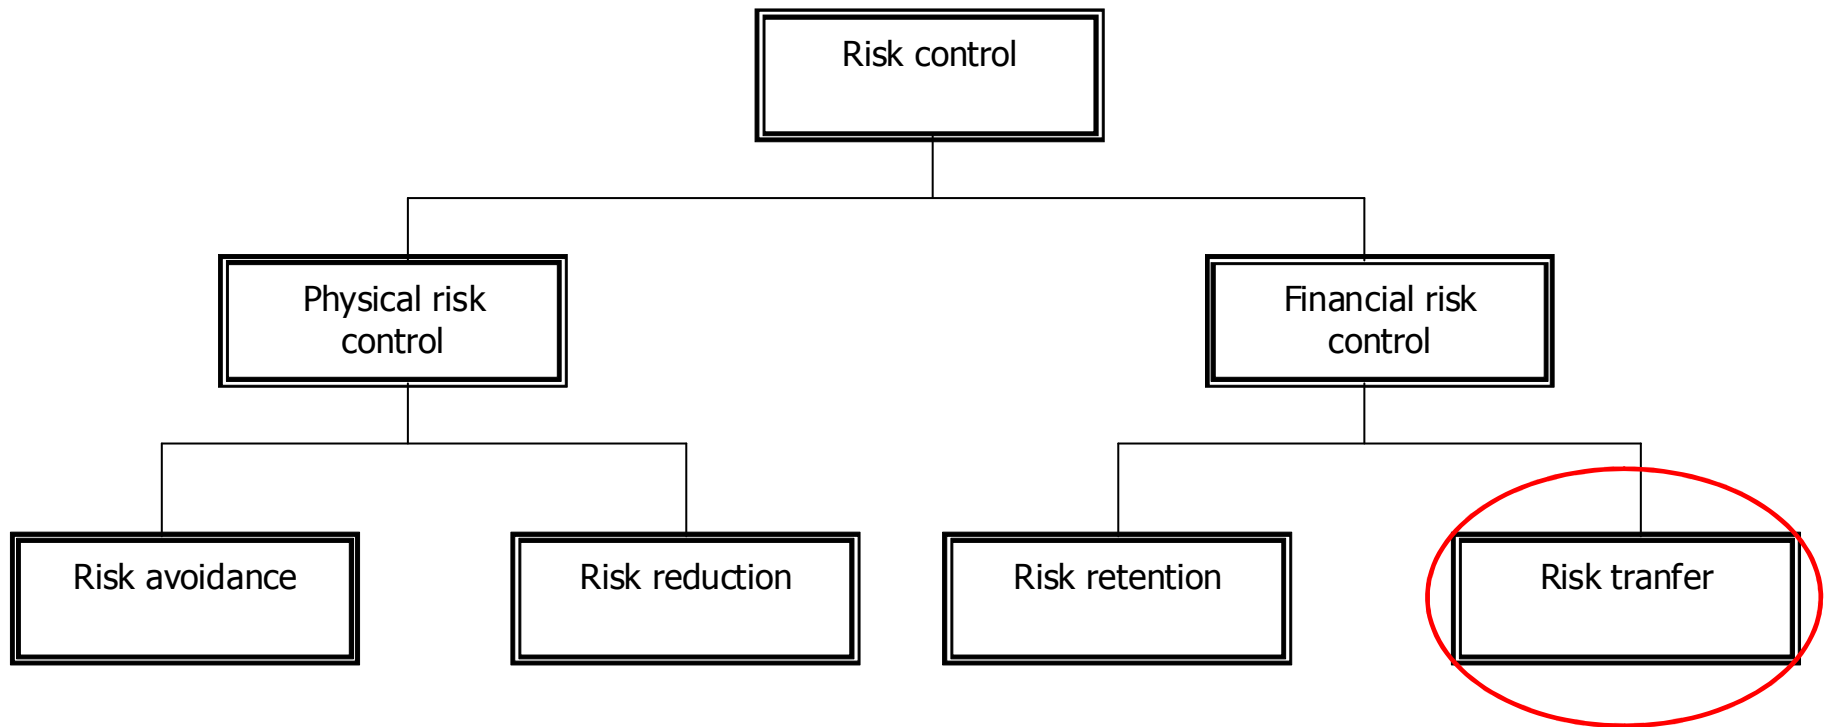 Risk control
Physical risk
control
Financial risk
control
Risk avoidance
Risk reduction
Risk retention
Risk tranfer